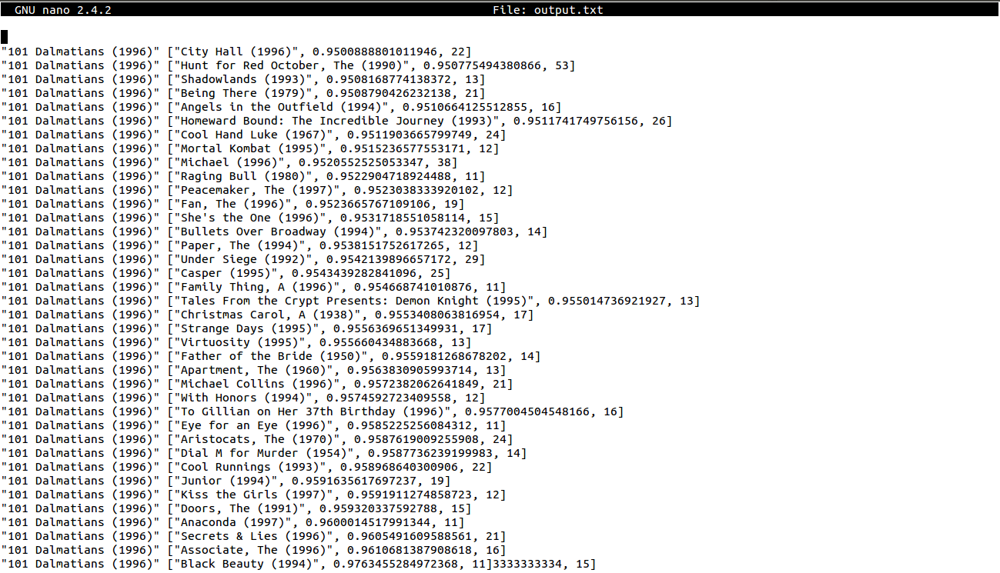 GNU nano 2.4.2 File: output.txt
"101 Dalmatians (1996)" ["City Hall (1996)", 0.9500888801011946, 22]
"101 Dalmatians (1996)" ["Hunt for Red October, The (1990)", 0.950775494380866, 53]
"101 Dalmatians (1996)" ["Shadowlands (1993)", 0.9508168774138372, 13]
"101 Dalmatians (1996)" ["Being There (1979)", 0.9508790426232138, 21]
"101 Dalmatians (1996)" ["Angels in the Outfield (1994)", 0.9510664125512855, 16]
"101 Dalmatians (1996)" ["Homeward Bound: The Incredible Journey (1993)", 0.9511741749756156, 26]
"101 Dalmatians (1996)" ["Cool Hand Luke (1967)", 0.9511903665799749, 24]
"101 Dalmatians (1996)" ["Mortal Kombat (1995)", 0.9515236577553171, 12]
"101 Dalmatians (1996)" ["Michael (1996)", 0.9520552525053347, 38]
"101 Dalmatians (1996)" ["Raging Bull (1980)", 0.9522904718924488, 11]
"101 Dalmatians (1996)" ["Peacemaker, The (1997)", 0.9523038333920102, 12]
"101 Dalmatians (1996)" ["Fan, The (1996)", 0.9523665767109106, 19]
"101 Dalmatians (1996)" ["She's the One (1996)", 0.9531718551058114, 15]
"101 Dalmatians (1996)" ["Bullets Over Broadway (1994)", 0.953742320097803, 14]
"101 Dalmatians (1996)" ["Paper, The (1994)", 0.9538151752617265, 12]
"101 Dalmatians (1996)" ["Under Siege (1992)", 0.9542139896657172, 29]
"101 Dalmatians (1996)" ["Casper (1995)", 0.9543439282841096, 25]
"101 Dalmatians (1996)" ["Family Thing, A (1996)", 0.954668741010876, 11]
"101 Dalmatians (1996)" ["Tales From the Crypt Presents: Demon Knight (1995)", 0.955014736921927, 13]
"101 Dalmatians (1996)" ["Christmas Carol, A (1938)", 0.9553408063816954, 17]
"101 Dalmatians (1996)" ["Strange Days (1995)", 0.9556369651349931, 17]
"101 Dalmatians (1996)" ["Virtuosity (1995)", 0.955660434883668, 13]
"101 Dalmatians (1996)" ["Father of the Bride (1950)", 0.9559181268678202, 14]
"101 Dalmatians (1996)" ["Apartment, The (1960)", 0.9563830905993714, 13]
"101 Dalmatians (1996)" ["Michael Collins (1996)", 0.9572382062641849, 21]
"101 Dalmatians (1996)" ["With Honors (1994)", 0.9574592723409558, 12]
"101 Dalmatians (1996)" ["To Gillian on Her 37th Birthday (1996)", 0.9577004504548166, 16]
"101 Dalmatians (1996)" ["Eye for an Eye (1996)", 0.9585225256084312, 11]
"101 Dalmatians (1996)" ["Aristocats, The (1970)", 0.9587619009255908, 24]
"101 Dalmatians (1996)" ["Dial M for Murder (1954)", 0.9587736239199983, 14]
"101 Dalmatians (1996)" ["Cool Runnings (1993)", 0.958968640300906, 22]
"101 Dalmatians (1996)" ["Junior (1994)", 0.9591635617697237, 19]
"101 Dalmatians (1996)" ["Kiss the Girls (1997)", 0.9591911274858723, 12]
"101 Dalmatians (1996)" ["Doors, The (1991)", 0.959320337592788, 15]
"101 Dalmatians (1996)" ["Anaconda (1997)", 0.9600014517991344, 11]
"101 Dalmatians (1996)" ["Secrets & Lies (1996)", 0.9605491609588561, 21]
"101 Dalmatians (1996)" ["Associate, The (1996)", 0.9610681387908618, 16]
"101 Dalmatians (1996)" ["Black Beauty (1994)", 0.9763455284972368, 11]3333333334, 15]